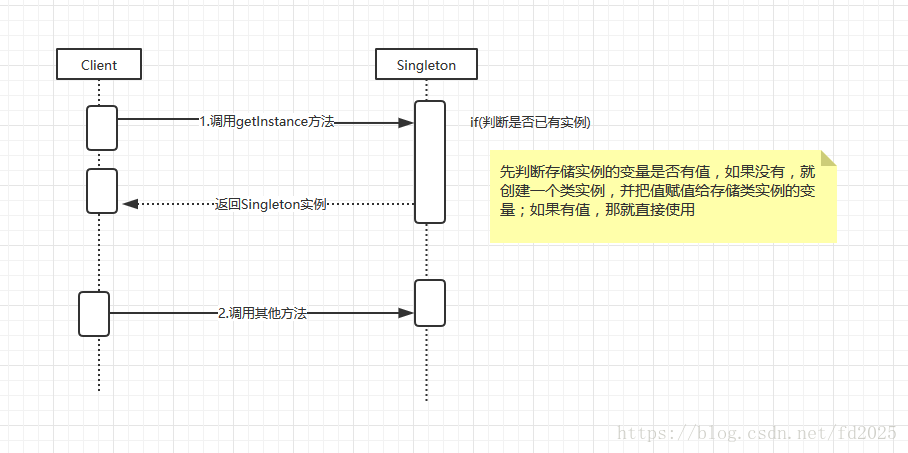 Client
Singleton
1.调用getInstance方法
if(判断是否已有实例)
先判断存储实例的变量是否有值，如果没有，就
创建一个类实例，并把值赋值给存储类实例的变
量；如果有值，那就直接使用
返回Singleton实例
2.调用其他方法
https://blog.csdn.net/fd2025